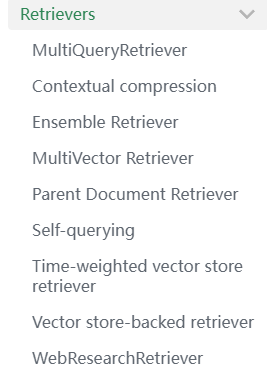 Retrievers
MultiQueryRetriever
Contextual compression
Ensemble Retriever
MultiVector Retriever
Parent Document Retriever
Self-querying
Time-weighted vector store
retriever
Vector store-backed retriever
WebResearchRetriever